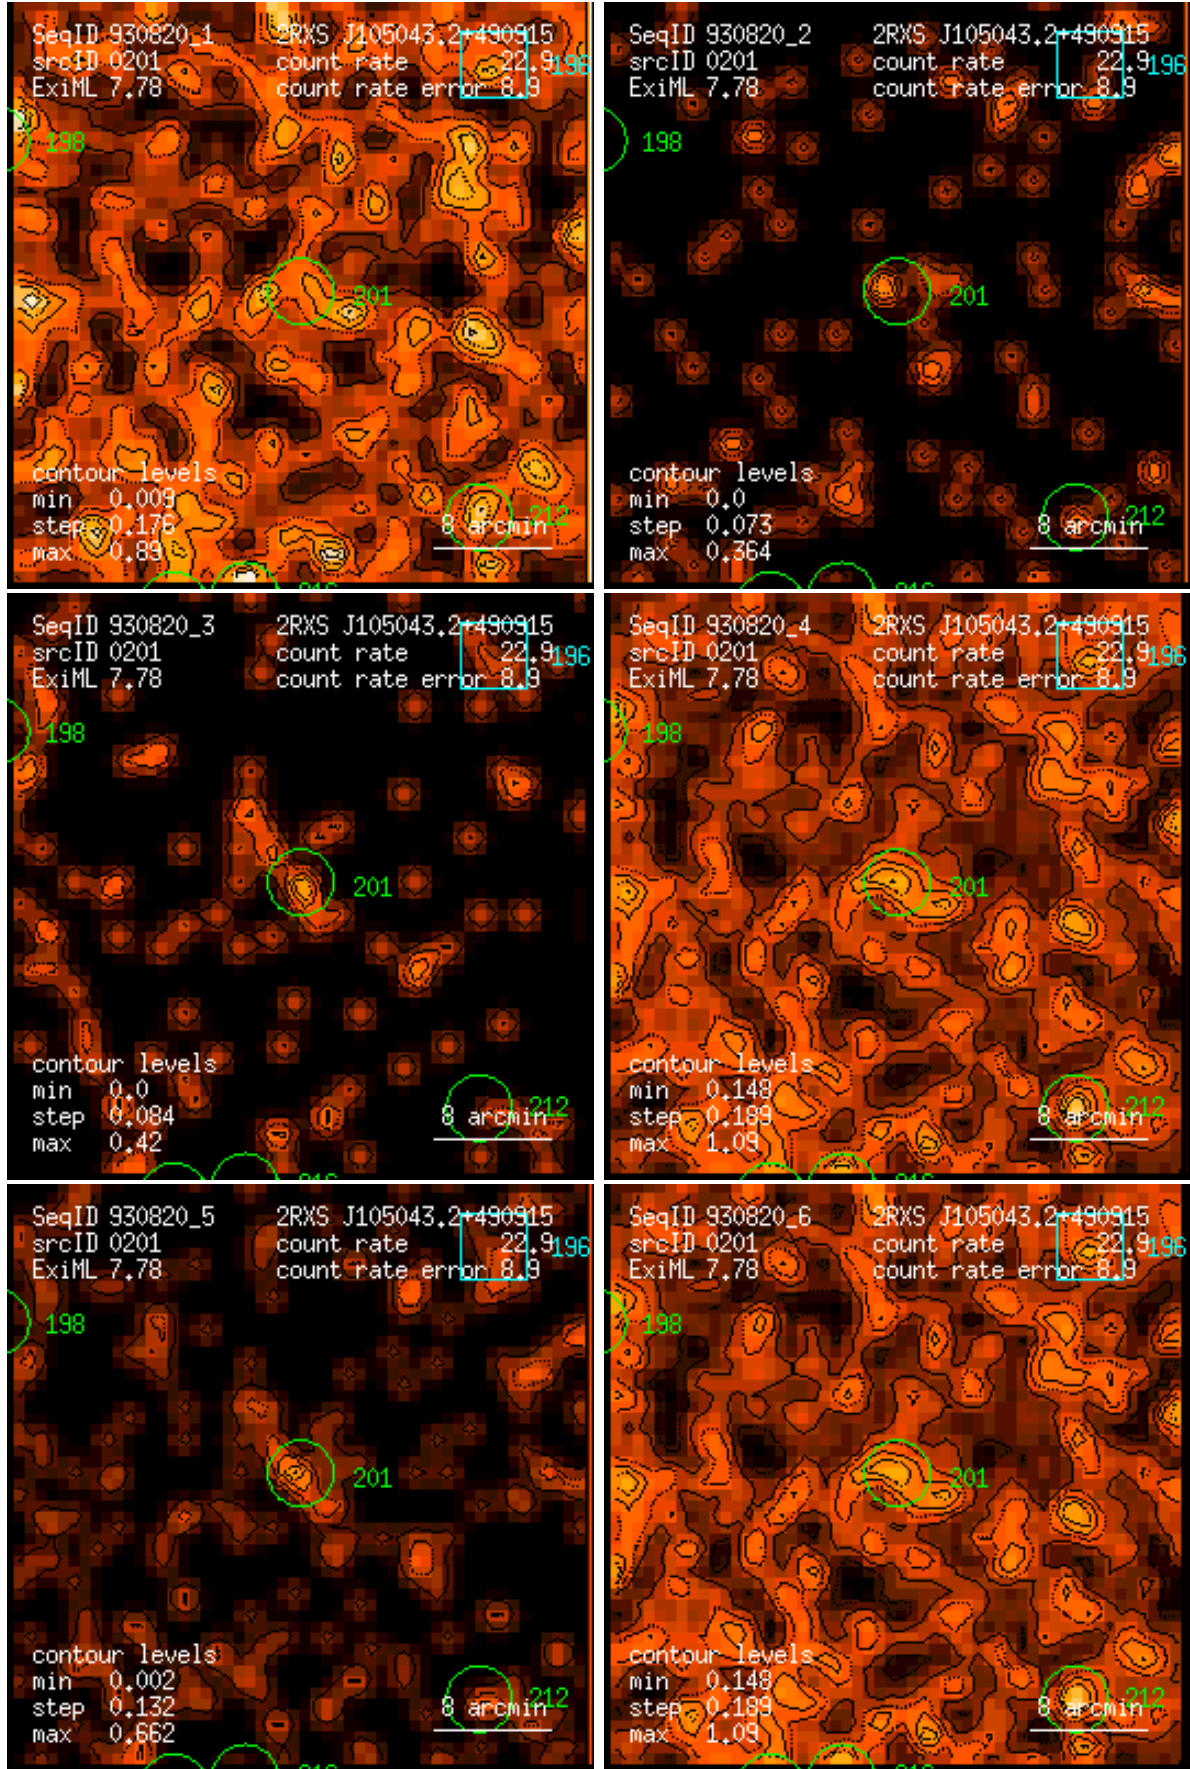 SeqID 930820_1 2RXS J105043.2+490915
srcID 0201 count rate 22.9 196
ExiML 7.78 count rate error 8.9
198
201
contour levels
min 0.009
step 0.176 8 arcmin 212
max 0.89
SeqID 930820_2 2RXS J105043.2+490915
srcID 0201 count rate 22.9 196
ExiML 7.78 count rate error 8.9
198
201
contour levels
min 0.0
step 0.073 8 arcmin 212
max 0.364
SeqID 930820_3 2RXS J105043.2+490915
srcID 0201 count rate 22.9 196
ExiML 7.78 count rate error 8.9
198
201
contour levels
min 0.0
step 0.084 8 arcmin 212
max 0.42
SeqID 930820_4 2RXS J105043.2+490915
srcID 0201 count rate 22.9 196
ExiML 7.78 count rate error 8.9
198
201
contour levels
min 0.148
step 0.189 8 arcmin 212
max 1.09
SeqID 930820_5 2RXS J105043.2+490915
srcID 0201 count rate 22.9 196
ExiML 7.78 count rate error 8.9
198
201
contour levels
min 0.002
step 0.132 8 arcmin 212
max 0.662
SeqID 930820_6 2RXS J105043.2+490915
srcID 0201 count rate 22.9 196
ExiML 7.78 count rate error 8.9
198
201
contour levels
min 0.148
step 0.189 8 arcmin 212
max 1.09